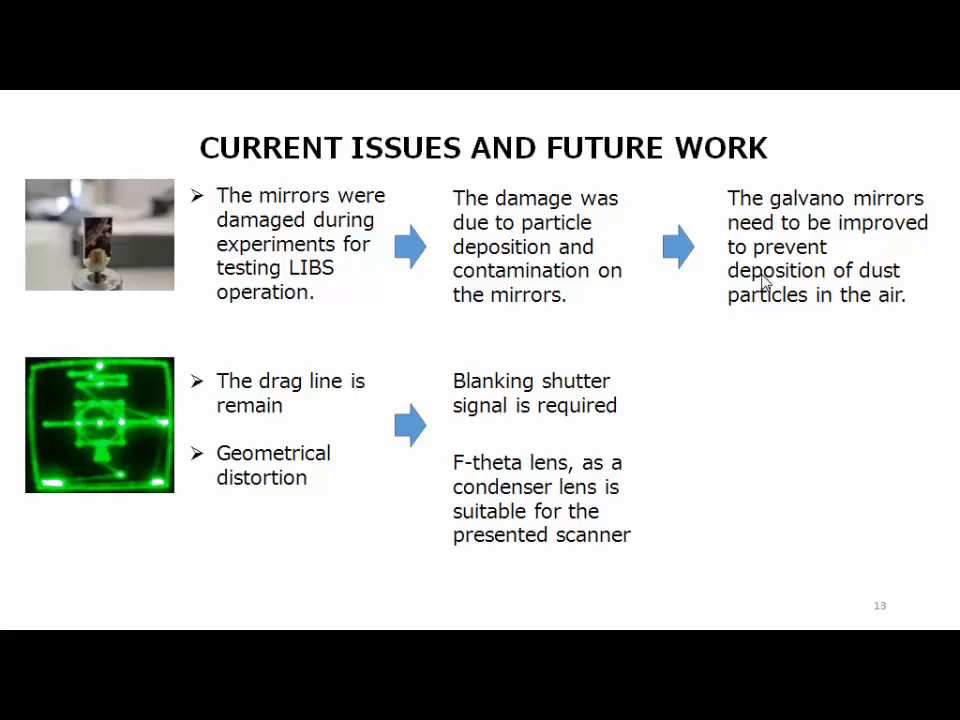 CURRENT ISSUES AND FUTURE WORK
➢ The mirrors were
damaged during
experiments for
testing LIBS
operation.
The damage was
due to particle
deposition and
contamination on
the mirrors.
The galvano mirrors
need to be improved
to prevent
deposition of dust
particles in the air.
➢ The drag line is
remain
➢ Geometrical
distortion
Blanking shutter
signal is required
F-theta lens, as a
condenser lens is
suitable for the
presented scanner
13